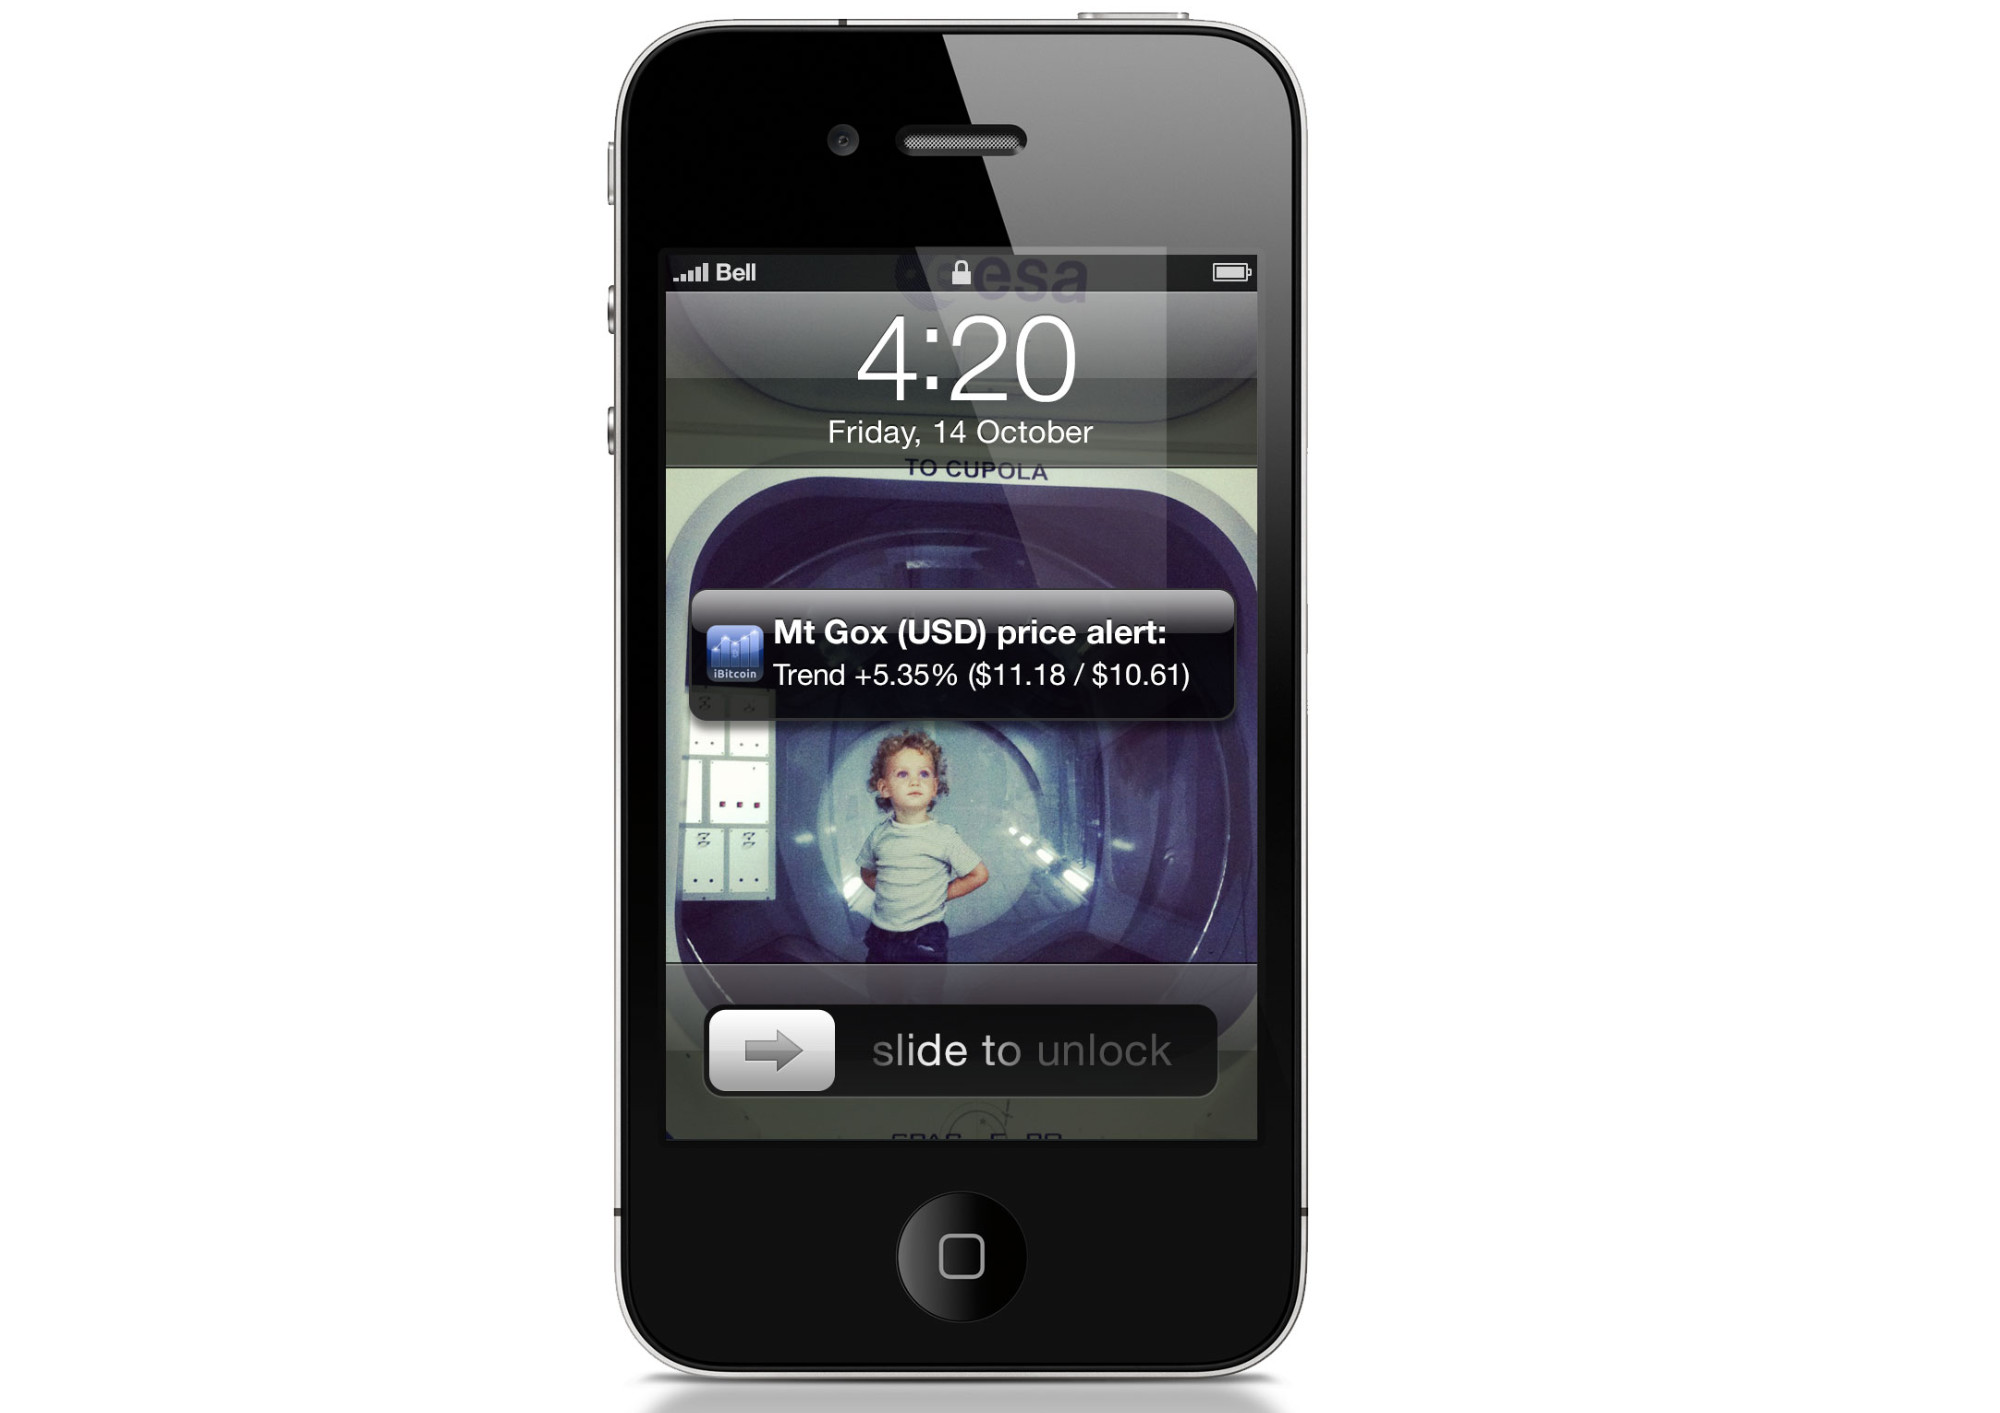 Bell
esa
4:20
Friday, 14 October
TO CUPOLA
Mt Gox (USD) price alert:
Trend +5.35% ($11.18 / $10.61)
iBitcoin
slide to unlock